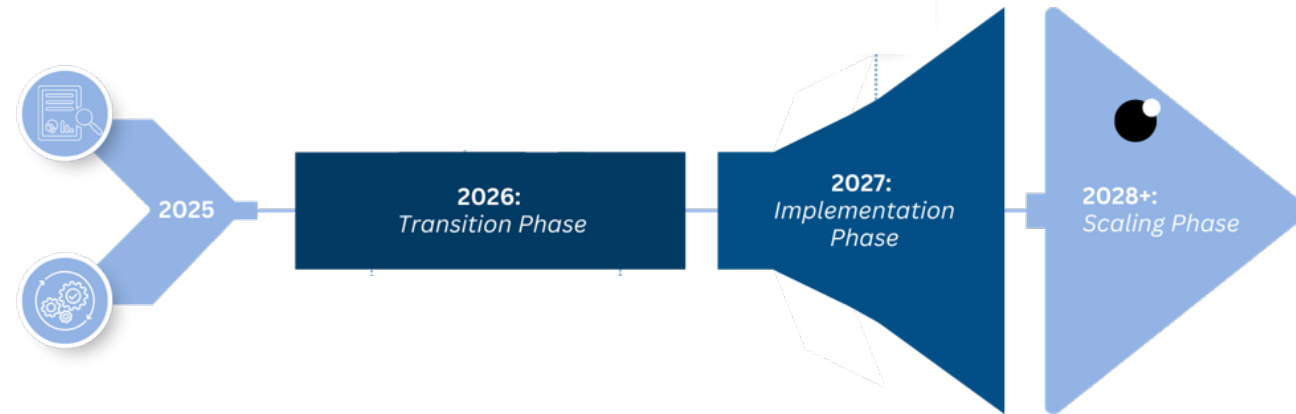 2025
2026:
Transition Phase
2027:
Implementation
Phase
2028+:
Scaling Phase